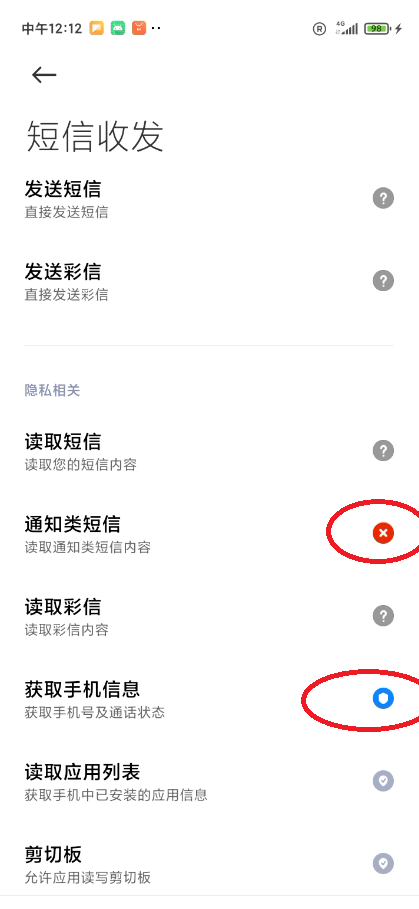 中午12:12
R
4G
98
短信收发
发送短信
直接发送短信
发送彩信
直接发送彩信
隐私相关
读取短信
读取您的短信内容
通知类短信
读取通知类短信内容
读取彩信
读取彩信内容
获取手机信息
获取手机号及通话状态
读取应用列表
获取手机中已安装的应用信息
剪切板
允许应用读写剪切板